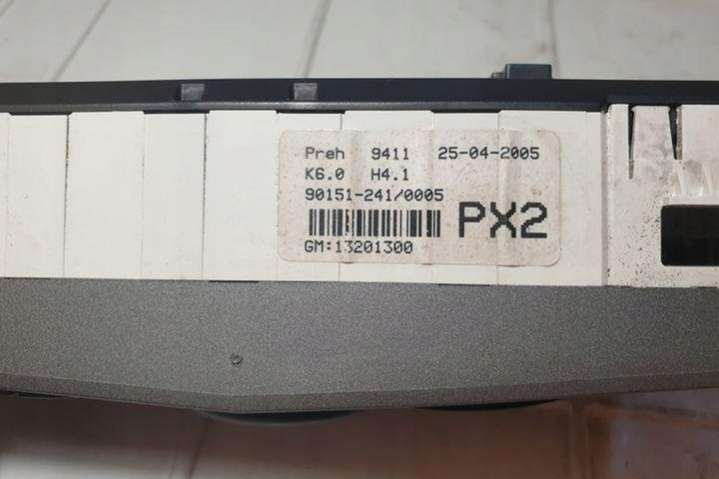 Preh 9411 25-04-2005
K6.0 H4.1
90151-241/0005
PX2
GM:13201300